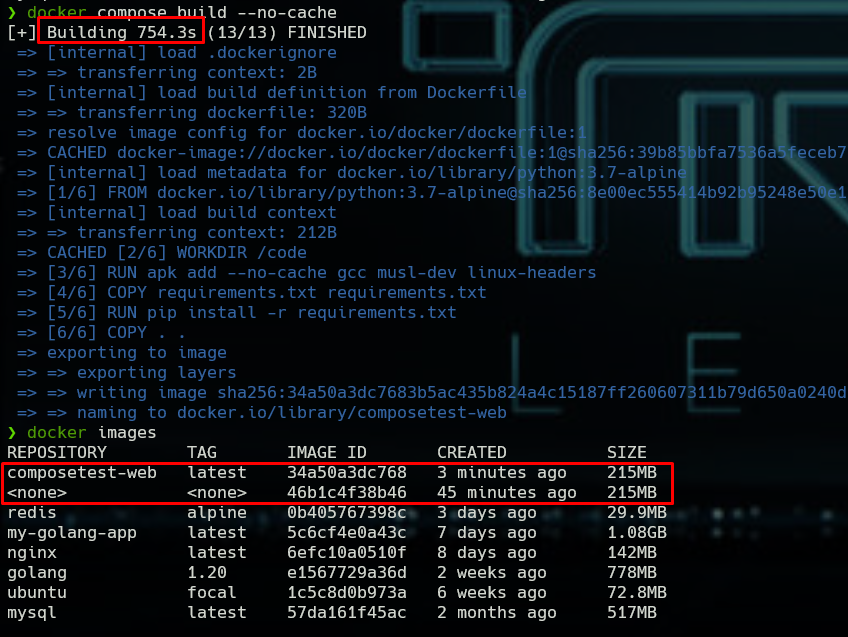 ❯ docker compose build --no-cache
[+] Building 754.3s (13/13) FINISHED
=> [internal] load .dockerignore
=> => transferring context: 2B
=> [internal] load build definition from Dockerfile
=> => transferring dockerfile: 320B
=> resolve image config for docker.io/docker/dockerfile:1
=> CACHED docker-image://docker.io/docker/dockerfile:1@sha256:39b85bbfa7536a5feceb7
=> [internal] load metadata for docker.io/library/python:3.7-alpine
=> [1/6] FROM docker.io/library/python:3.7-alpine@sha256:8e00ec555414b92b95248e50e1
=> [internal] load build context
=> => transferring context: 212B
=> CACHED [2/6] WORKDIR /code
=> [3/6] RUN apk add --no-cache gcc musl-dev linux-headers
=> [4/6] COPY requirements.txt requirements.txt
=> [5/6] RUN pip install -r requirements.txt
=> [6/6] COPY . .
=> exporting to image
=> => exporting layers
=> => writing image sha256:34a50a3dc7683b5ac435b824a4c15187ff260607311b79d650a0240d
=> => naming to docker.io/library/composetest-web
❯ docker images
REPOSITORY TAG IMAGE ID CREATED SIZE
composetest-web latest 34a50a3dc768 3 minutes ago 215MB
<none> <none> 46b1c4f38b46 45 minutes ago 215MB
redis alpine 0b405767398c 3 days ago 29.9MB
my-golang-app latest 5c6cf4e0a43c 7 days ago 1.08GB
nginx latest 6efc10a0510f 8 days ago 142MB
golang 1.20 e1567729a36d 2 weeks ago 778MB
ubuntu focal 1c5c8d0b973a 6 weeks ago 72.8MB
mysql latest 57da161f45ac 2 months ago 517MB